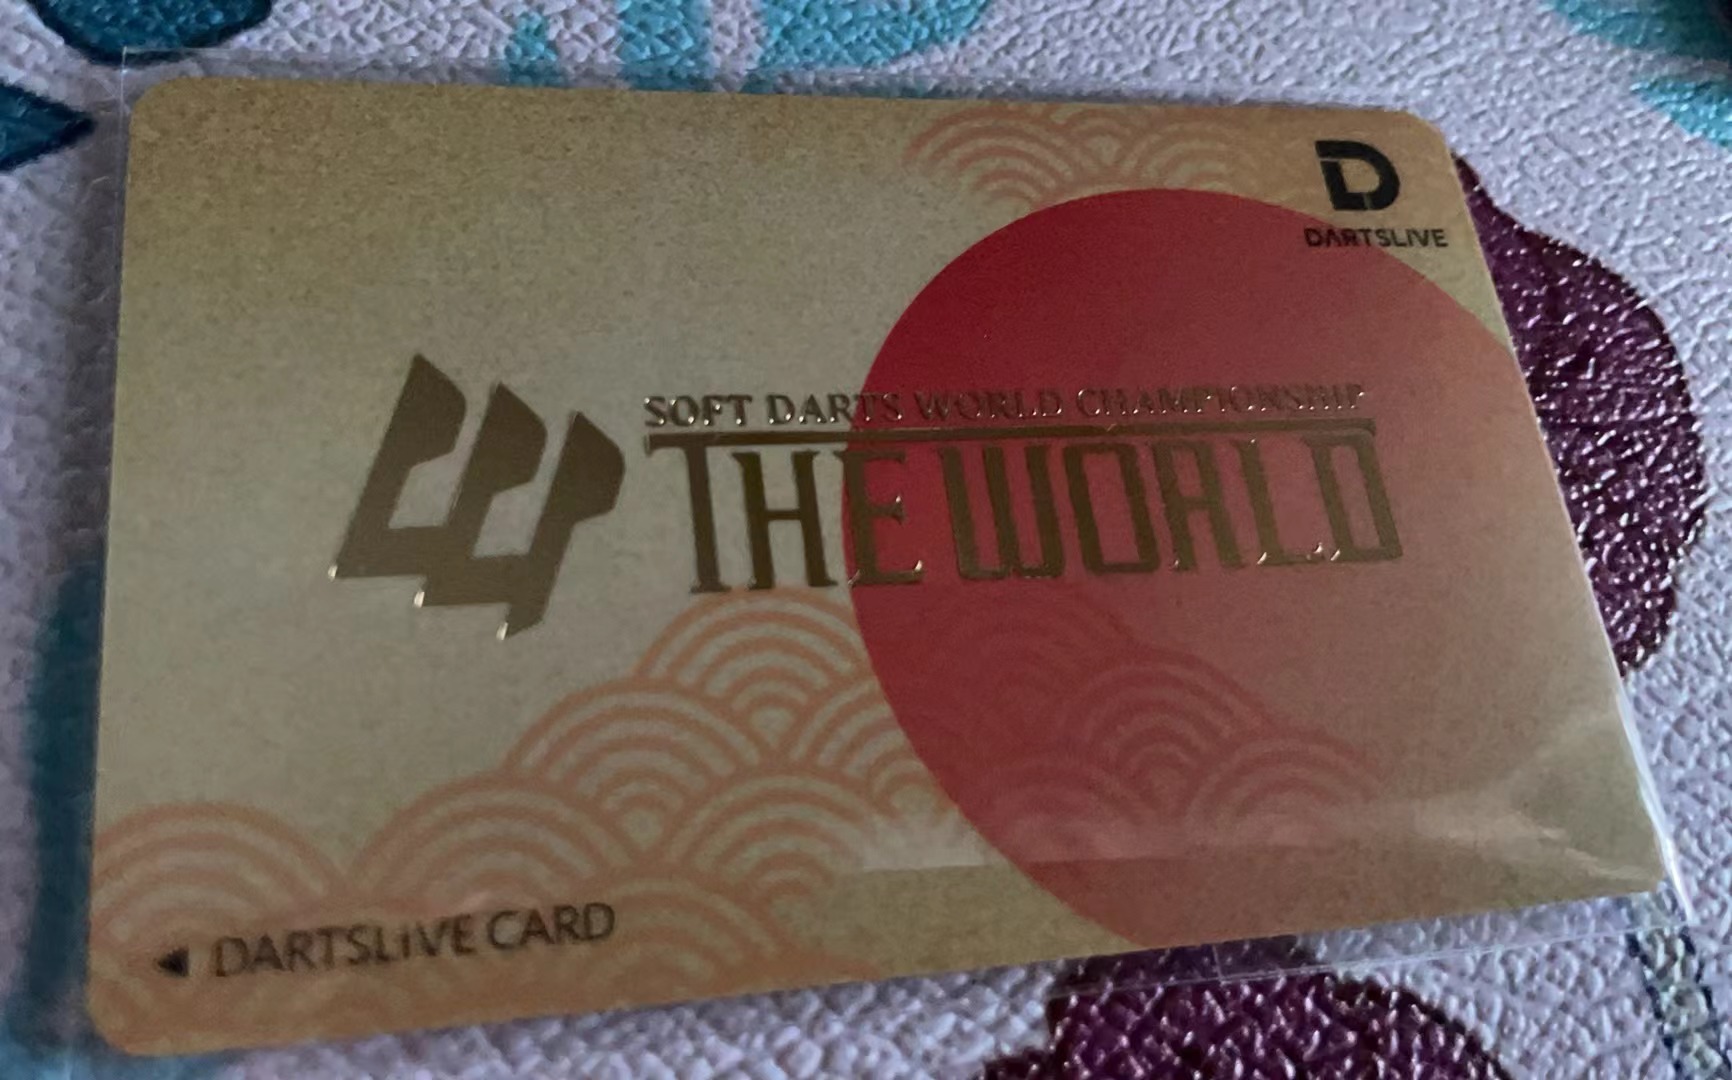 D
DARTSLIVE
SOFT DARTS WORLD CHAMPIONSHIP
THE WORLD
◀ DARTSLIVE CARD